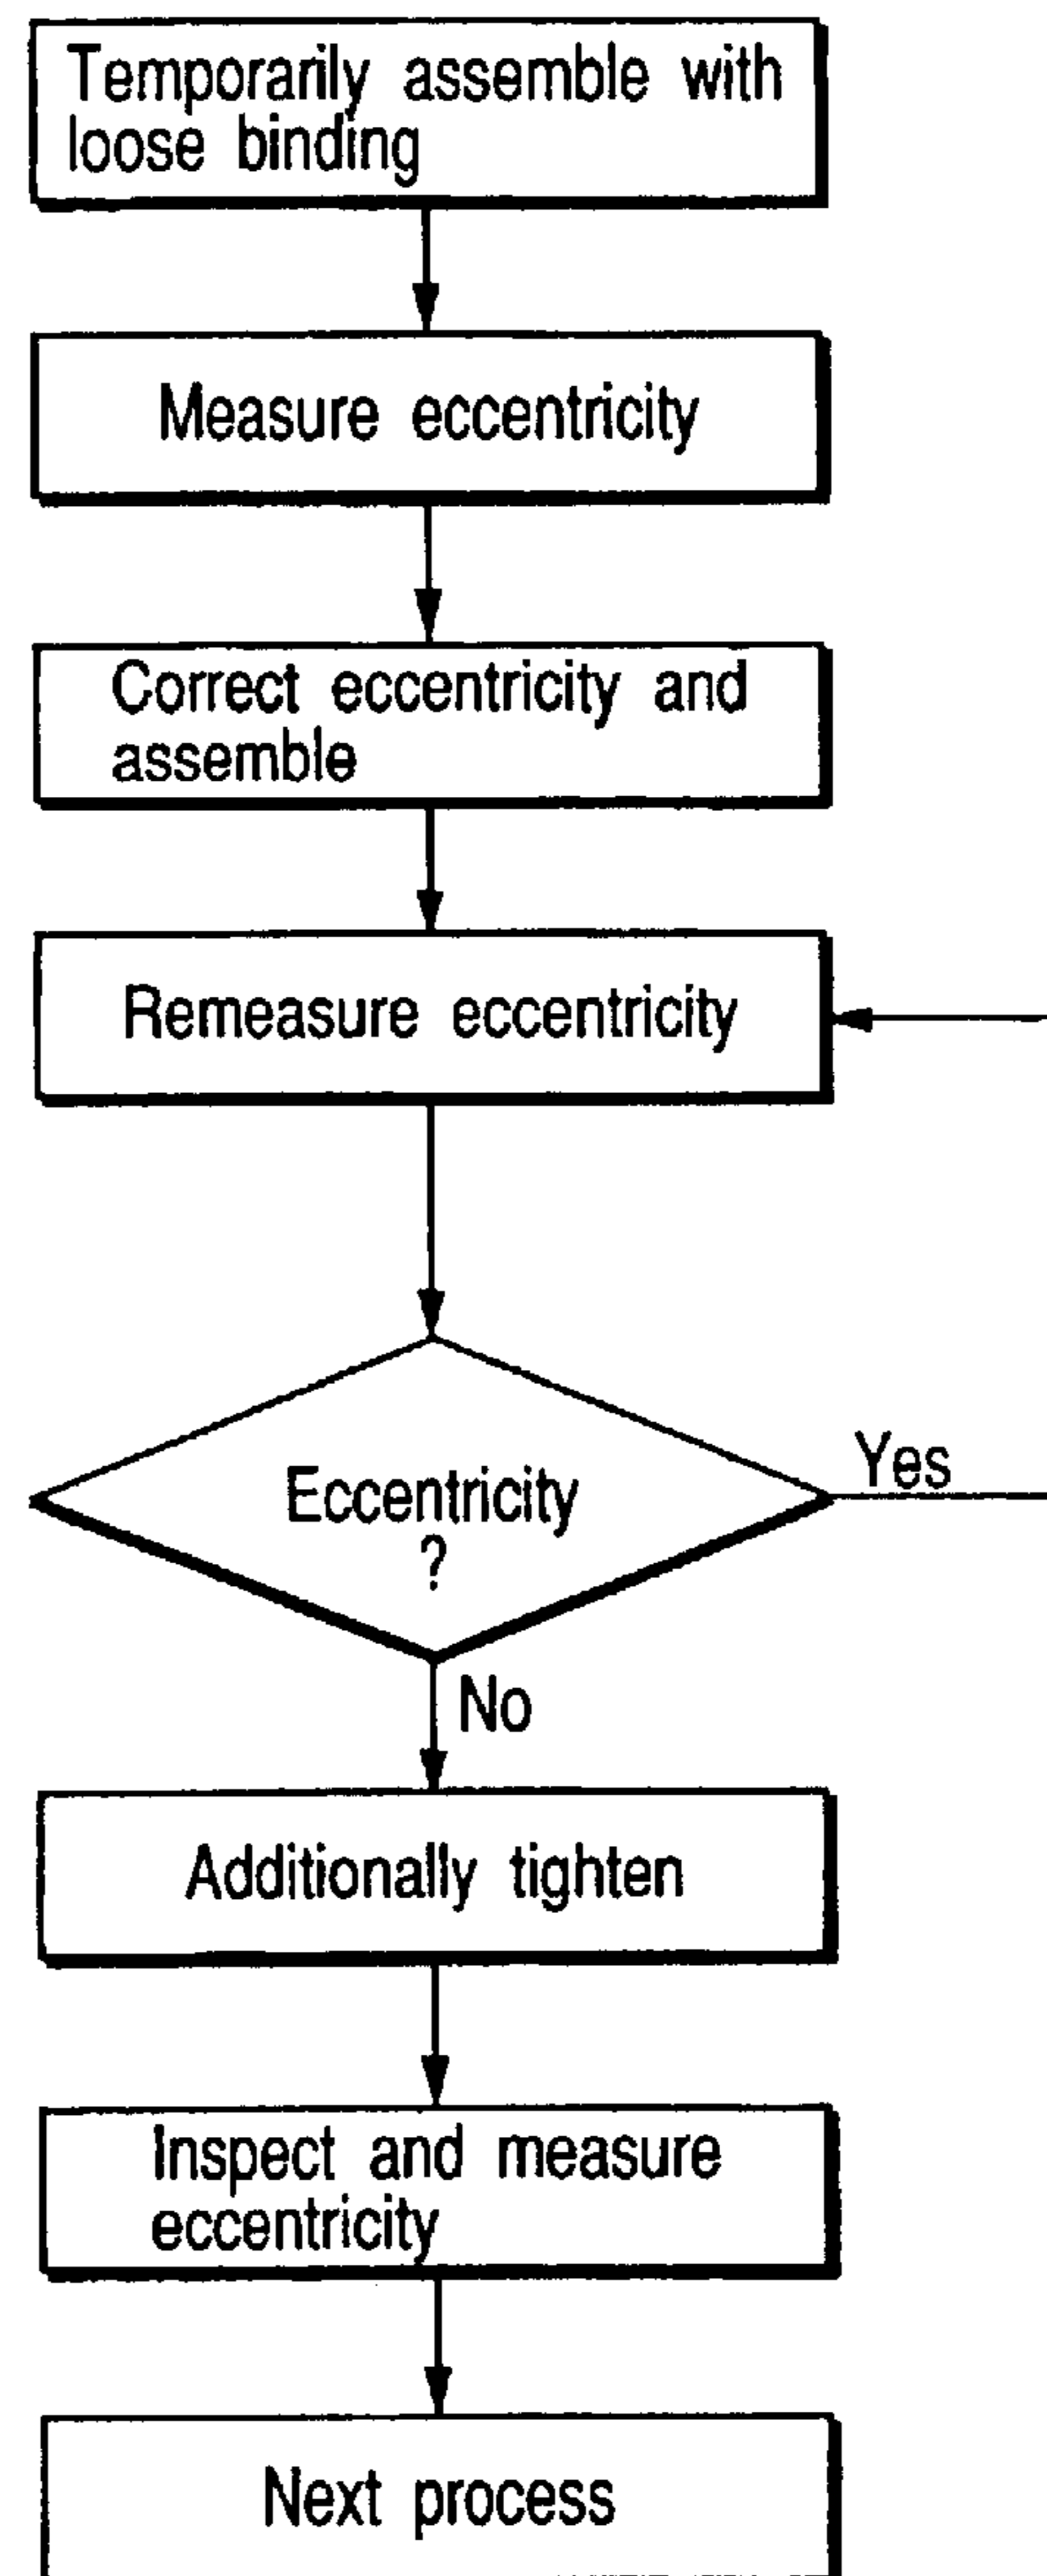 Temporarily assemble with
loose binding
Measure eccentricity
Correct eccentricity and
assemble
Remeasure eccentricity
Eccentricity
?
Yes
No
Additionally tighten
Inspect and measure
eccentricity
Next process